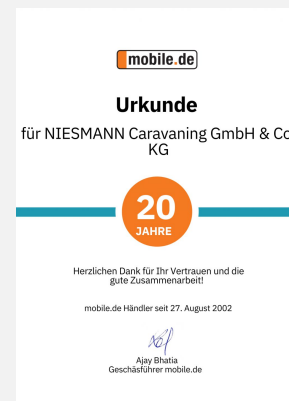 mobile.de
Urkunde
für NIESMANN Caravaning GmbH & Co
KG
20
JAHRE
Herzlichen Dank für Ihr Vertrauen und die
gute Zusammenarbeit!
mobile.de Händler seit 27. August 2002
Ajay Bhatia
Geschäsführer mobile.de